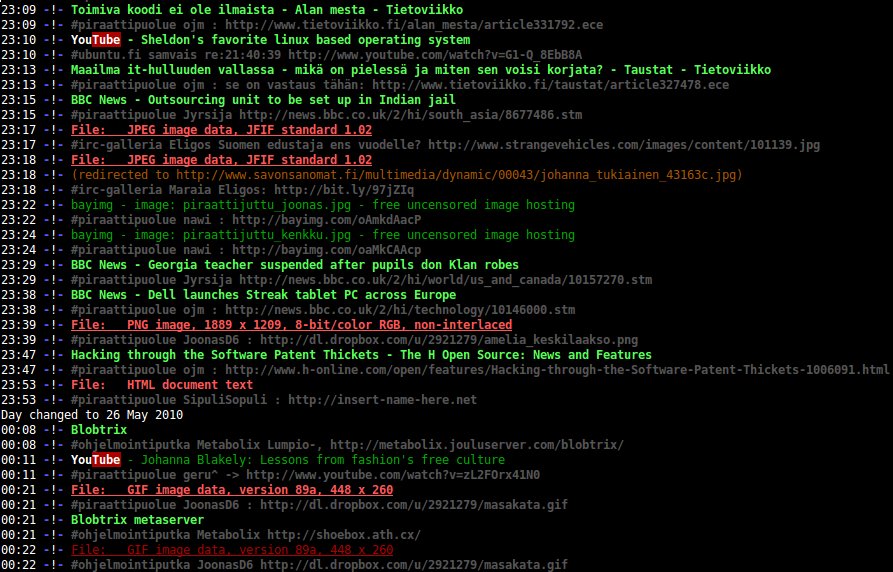 23:09 -!- Toimiva koodi ei ole ilmaista - Alan mesta - Tietoviikko
23:09 -!- #piraattipuolue ojm : http://www.tietoviikko.fi/alan_mesta/article331792.ece
23:10 -!- YouTube - Sheldon's favorite linux based operating system
23:10 -!- #ubuntu.fi samvais re:21:40:39 http://www.youtube.com/watch?v=G1-Q_8EbB8A
23:13 -!- Maailma it-hulluuden vallassa - mikä on pielessä ja miten sen voisi korjata? - Taustat - Tietoviikko
23:13 -!- #piraattipuolue ojm : se on vastaus tähän: http://www.tietoviikko.fi/taustat/article327478.ece
23:15 -!- BBC News - Outsourcing unit to be set up in Indian jail
23:15 -!- #piraattipuolue Jyrsija http://news.bbc.co.uk/2/hi/south_asia/8677486.stm
23:17 -!- File:   JPEG image data, JFIF standard 1.02
23:17 -!- #irc-galleria Eligos Suomen edustaja ens vuodelle? http://www.strangevehicles.com/images/content/101139.jpg
23:18 -!- File:   JPEG image data, JFIF standard 1.02
23:18 -!- (redirected to http://www.savonsanomat.fi/multimedia/dynamic/00043/johanna_tukiainen_43163c.jpg)
23:18 -!- #irc-galleria Maraia Eligos: http://bit.ly/97jZIq
23:22 -!- bayimg - image: piraattijuttu_joonas.jpg - free uncensored image hosting
23:22 -!- #piraattipuolue nawi : http://bayimg.com/oAmkdAacP
23:24 -!- bayimg - image: piraattijuttu_kenkku.jpg - free uncensored image hosting
23:24 -!- #piraattipuolue nawi : http://bayimg.com/oaMkCAAcp
23:29 -!- BBC News - Georgia teacher suspended after pupils don Klan robes
23:29 -!- #piraattipuolue Jyrsija http://news.bbc.co.uk/2/hi/world/us_and_canada/10157270.stm
23:38 -!- BBC News - Dell launches Streak tablet PC across Europe
23:38 -!- #piraattipuolue ojm : http://news.bbc.co.uk/2/hi/technology/10146000.stm
23:39 -!- File:   PNG image, 1889 x 1209, 8-bit/color RGB, non-interlaced
23:39 -!- #piraattipuolue JoonasD6 : http://dl.dropbox.com/u/2921279/amelia_keskilaakso.png
23:47 -!- Hacking through the Software Patent Thickets - The H Open Source: News and Features
23:47 -!- #piraattipuolue ojm : http://www.h-online.com/open/features/Hacking-through-the-Software-Patent-Thickets-1006091.html
23:53 -!- File:   HTML document text
23:53 -!- #piraattipuolue SipuliSopuli : http://insert-name-here.net
Day changed to 26 May 2010
00:08 -!- Blobtrix
00:08 -!- #ohjelmointiputka Metabolix Lumpio-, http://metabolix.jouluserver.com/blobtrix/
00:11 -!- YouTube - Johanna Blakely: Lessons from fashion's free culture
00:11 -!- #piraattipuolue geru^ -> http://www.youtube.com/watch?v=zL2FOrx41N0
00:21 -!- File:   GIF image data, version 89a, 448 x 260
00:21 -!- #piraattipuolue JoonasD6 : http://dl.dropbox.com/u/2921279/masakata.gif
00:21 -!- Blobtrix metaserver
00:21 -!- #ohjelmointiputka Metabolix http://shoebox.ath.cx/
00:22 -!- File:   GIF image data, version 89a, 448 x 260
00:22 -!- #ohjelmointiputka JoonasD6 http://dl.dropbox.com/u/2921279/masakata.gif